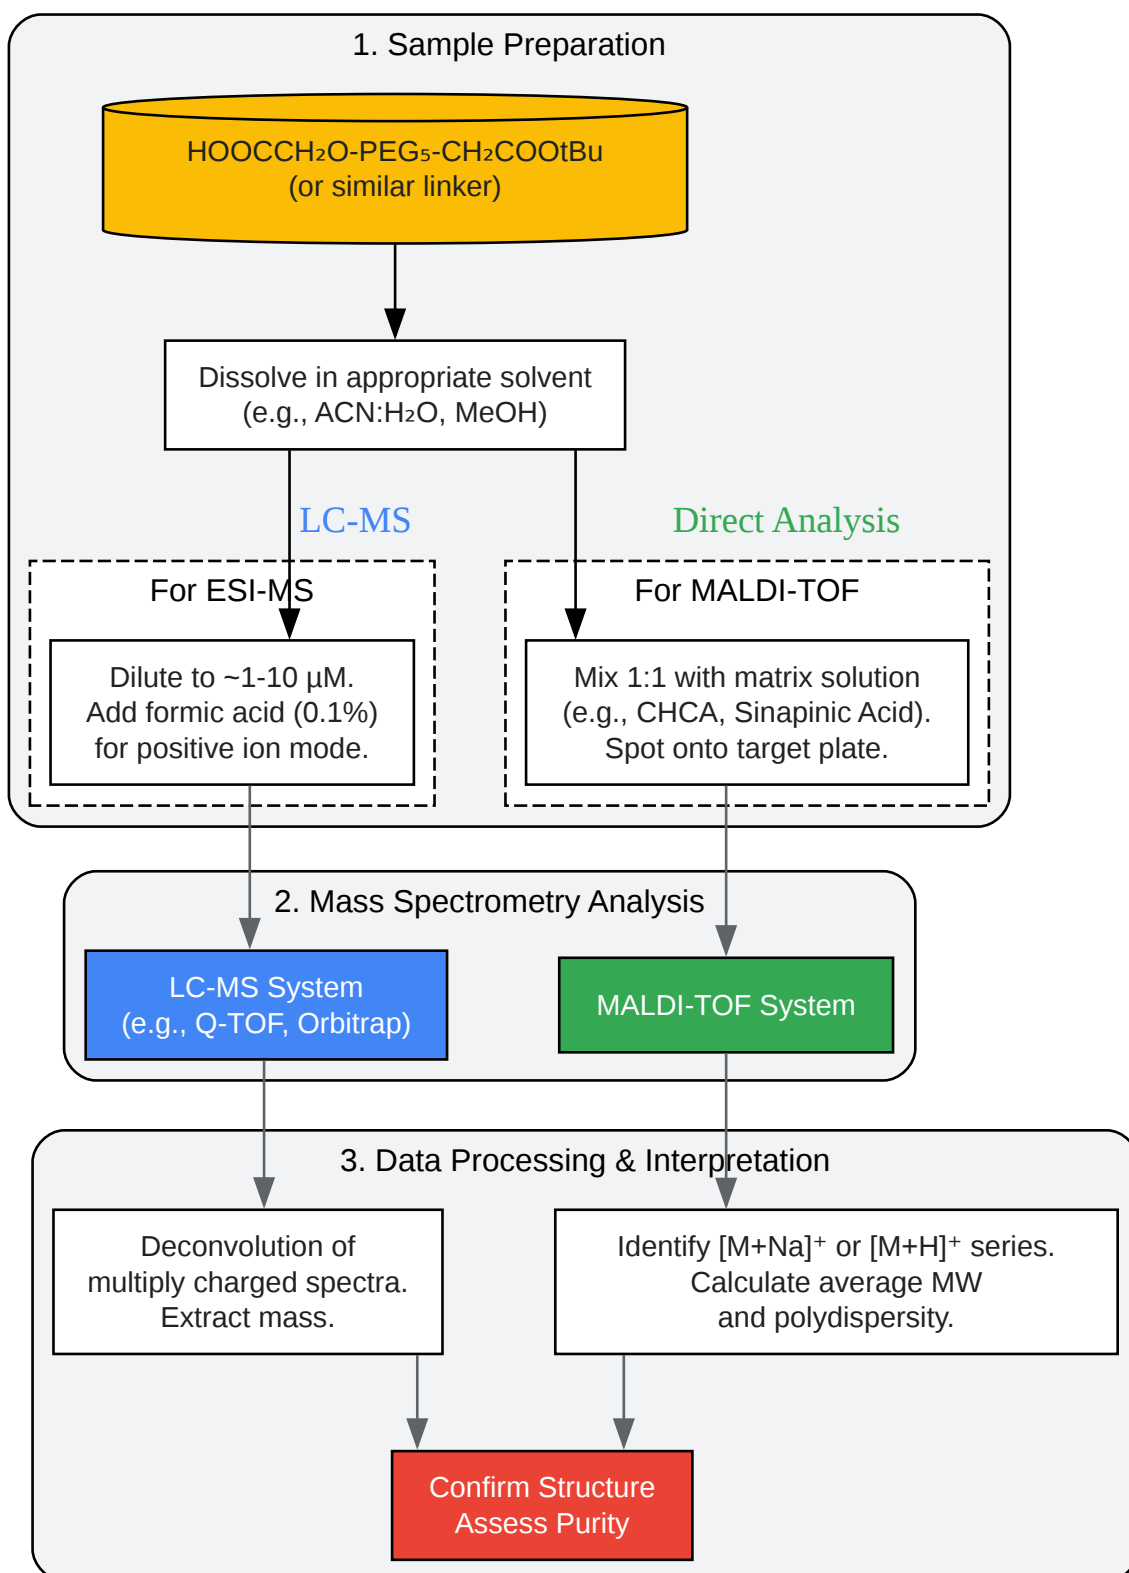 1. Sample Preparation
HOOCCH₂O-PEG₅-CH₂COOtBu
(or similar linker)
Dissolve in appropriate solvent
(e.g., ACN:H₂O, MeOH)
LC-MS
Direct Analysis
For ESI-MS
Dilute to ~1-10 µM.
Add formic acid (0.1%)
for positive ion mode.
For MALDI-TOF
Mix 1:1 with matrix solution
(e.g., CHCA, Sinapinic Acid).
Spot onto target plate.
2. Mass Spectrometry Analysis
LC-MS System
(e.g., Q-TOF, Orbitrap)
MALDI-TOF System
3. Data Processing & Interpretation
Deconvolution of
multiply charged spectra.
Extract mass.
Identify [M+Na]⁺ or [M+H]⁺ series.
Calculate average MW
and polydispersity.
Confirm Structure
Assess Purity